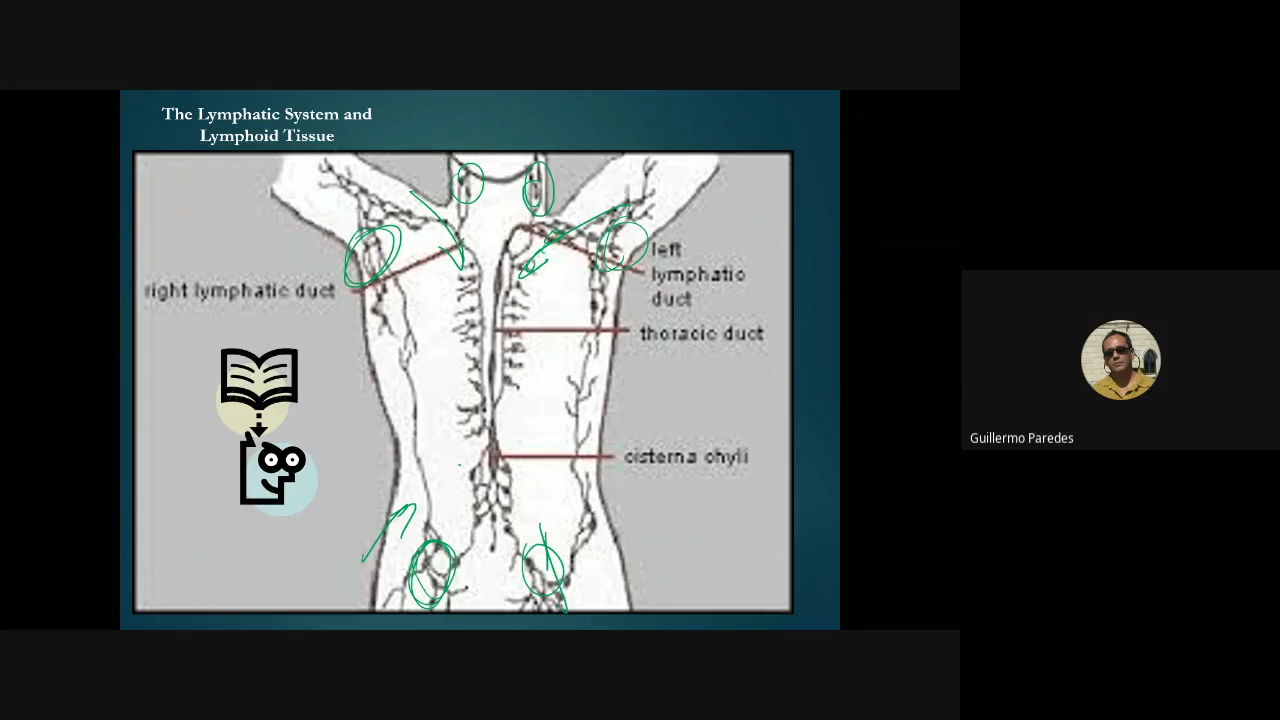 The Lymphatic System and
Lymphoid Tissue
right lymphatic duct
left
lymphatic
duct
thoracic duct
cisterna chyli
Guillermo Paredes